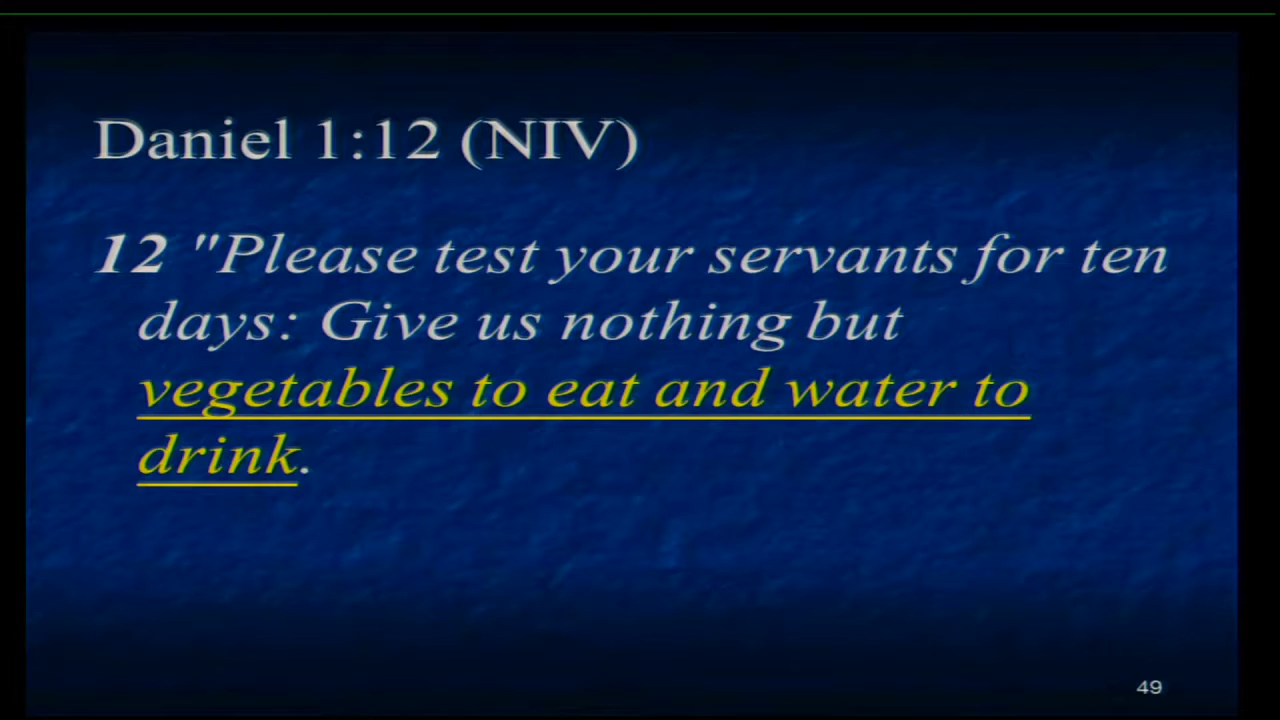 Daniel 1:12 (NIV)
12 "Please test your servants for ten
days: Give us nothing but
vegetables to eat and water to
drink.
49